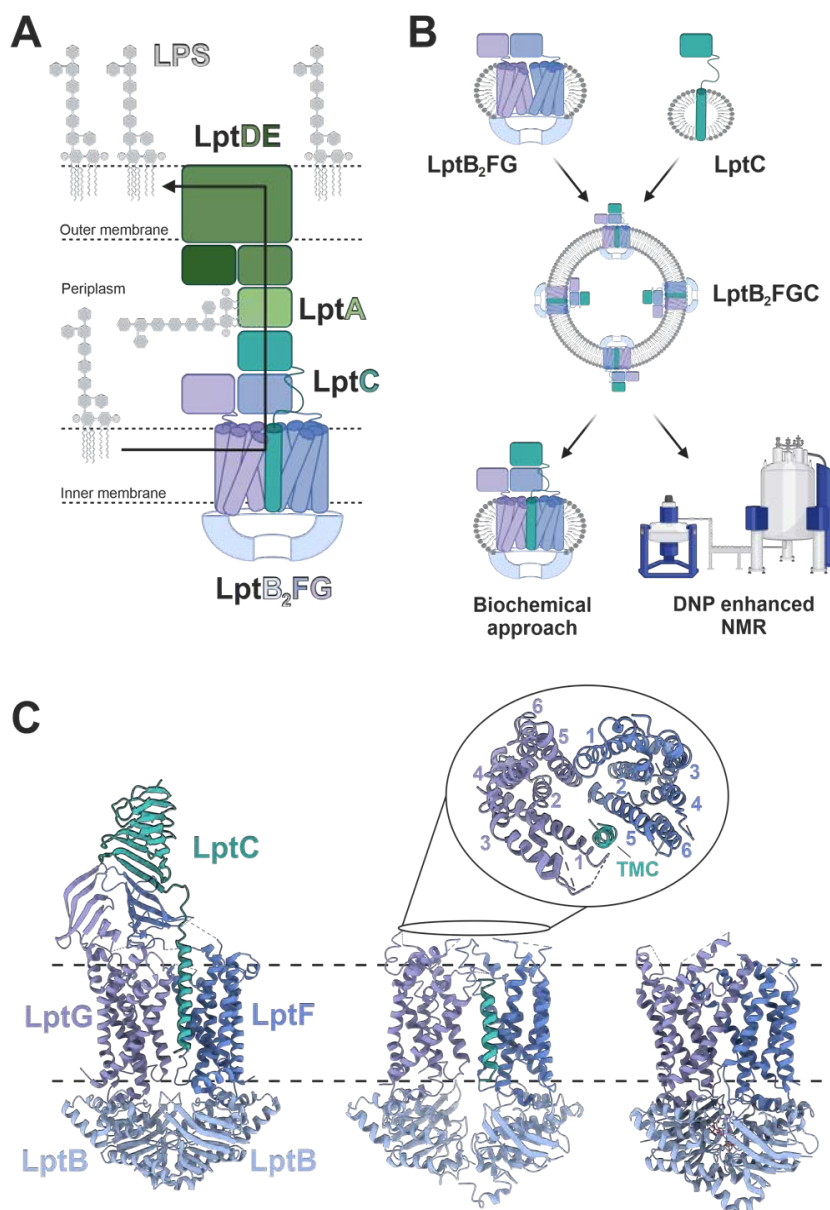 A
LPS
LptDE
Outer membrane
Periplasm
LptA
LptC
Inner membrane
LptB₂FG
B
LptB₂FG
LptC
LptB₂FGC
Biochemical
approach
DNP enhanced
NMR
C
6
5
1
4
2
3
2
3
4
5
1
6
TMC
LptC
LptG
LptF
LptB
LptB